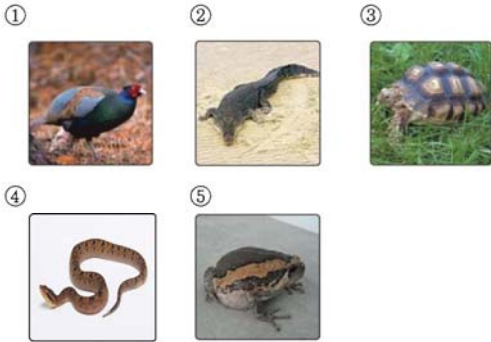 ① ② ③
④ ⑤